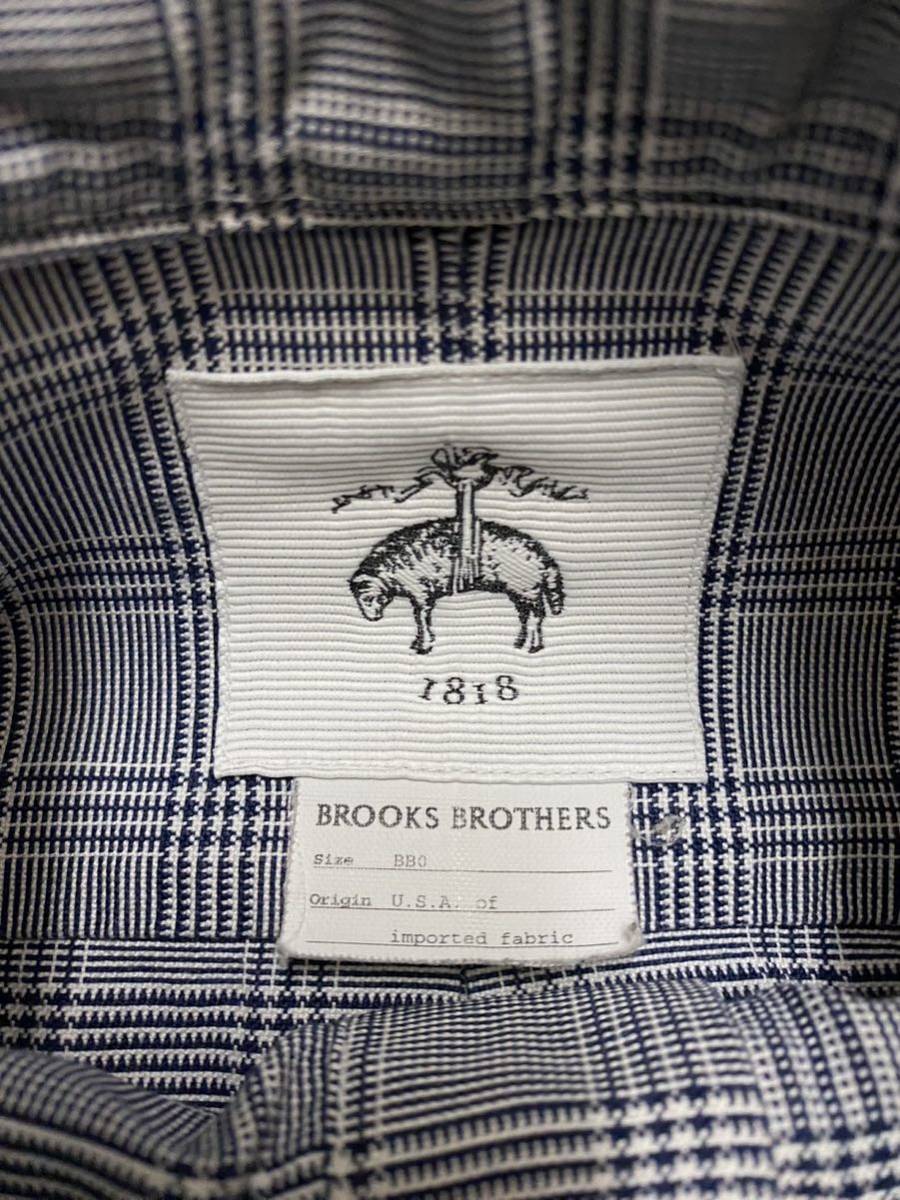 1818
BROOKS BROTHERS
Size BB0
Origin U.S.A. of
imported fabric